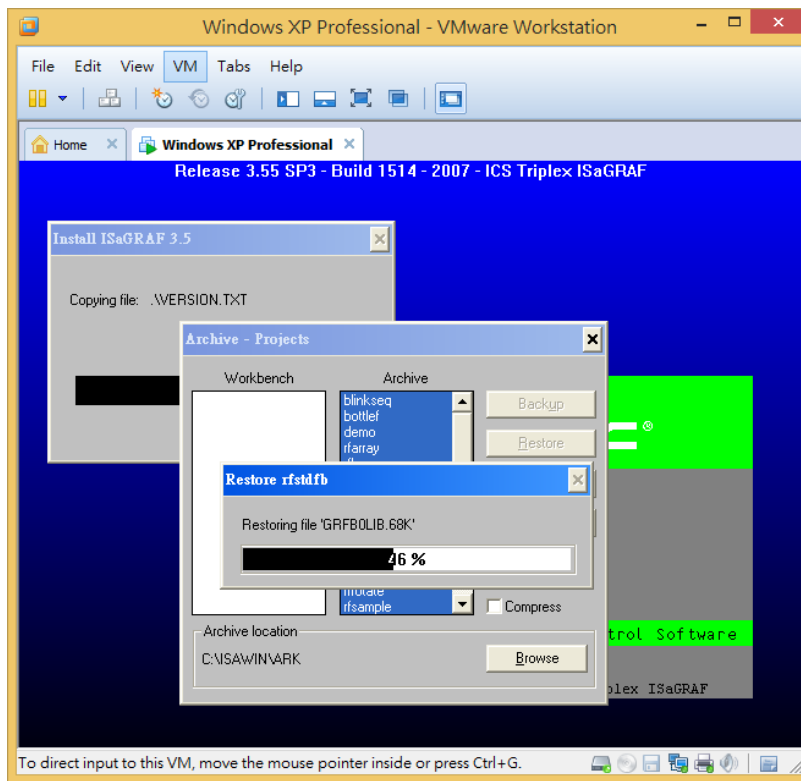 Windows XP Professional - VMware Workstation
File Edit View VM Tabs Help
Home
Windows XP Professional
Release 3.55 SP3 - Build 1514 - 2007 - ICS Triplex ISaGRAF
Install ISaGRAF 3.5
Copying file: .\VERSION.TXT
Archive - Projects
Workbench
Archive
blinkseq
bottlef
demo
rfarray
Backup
Restore
®
Restore rfstdfb
Restoring file 'GRFB0LIB.68K'
46 %
rfsample
Compress
Archive location
C:\ISAWIN\ARK
Browse
trol Software
plex ISaGRAF
To direct input to this VM, move the mouse pointer inside or press Ctrl+G.